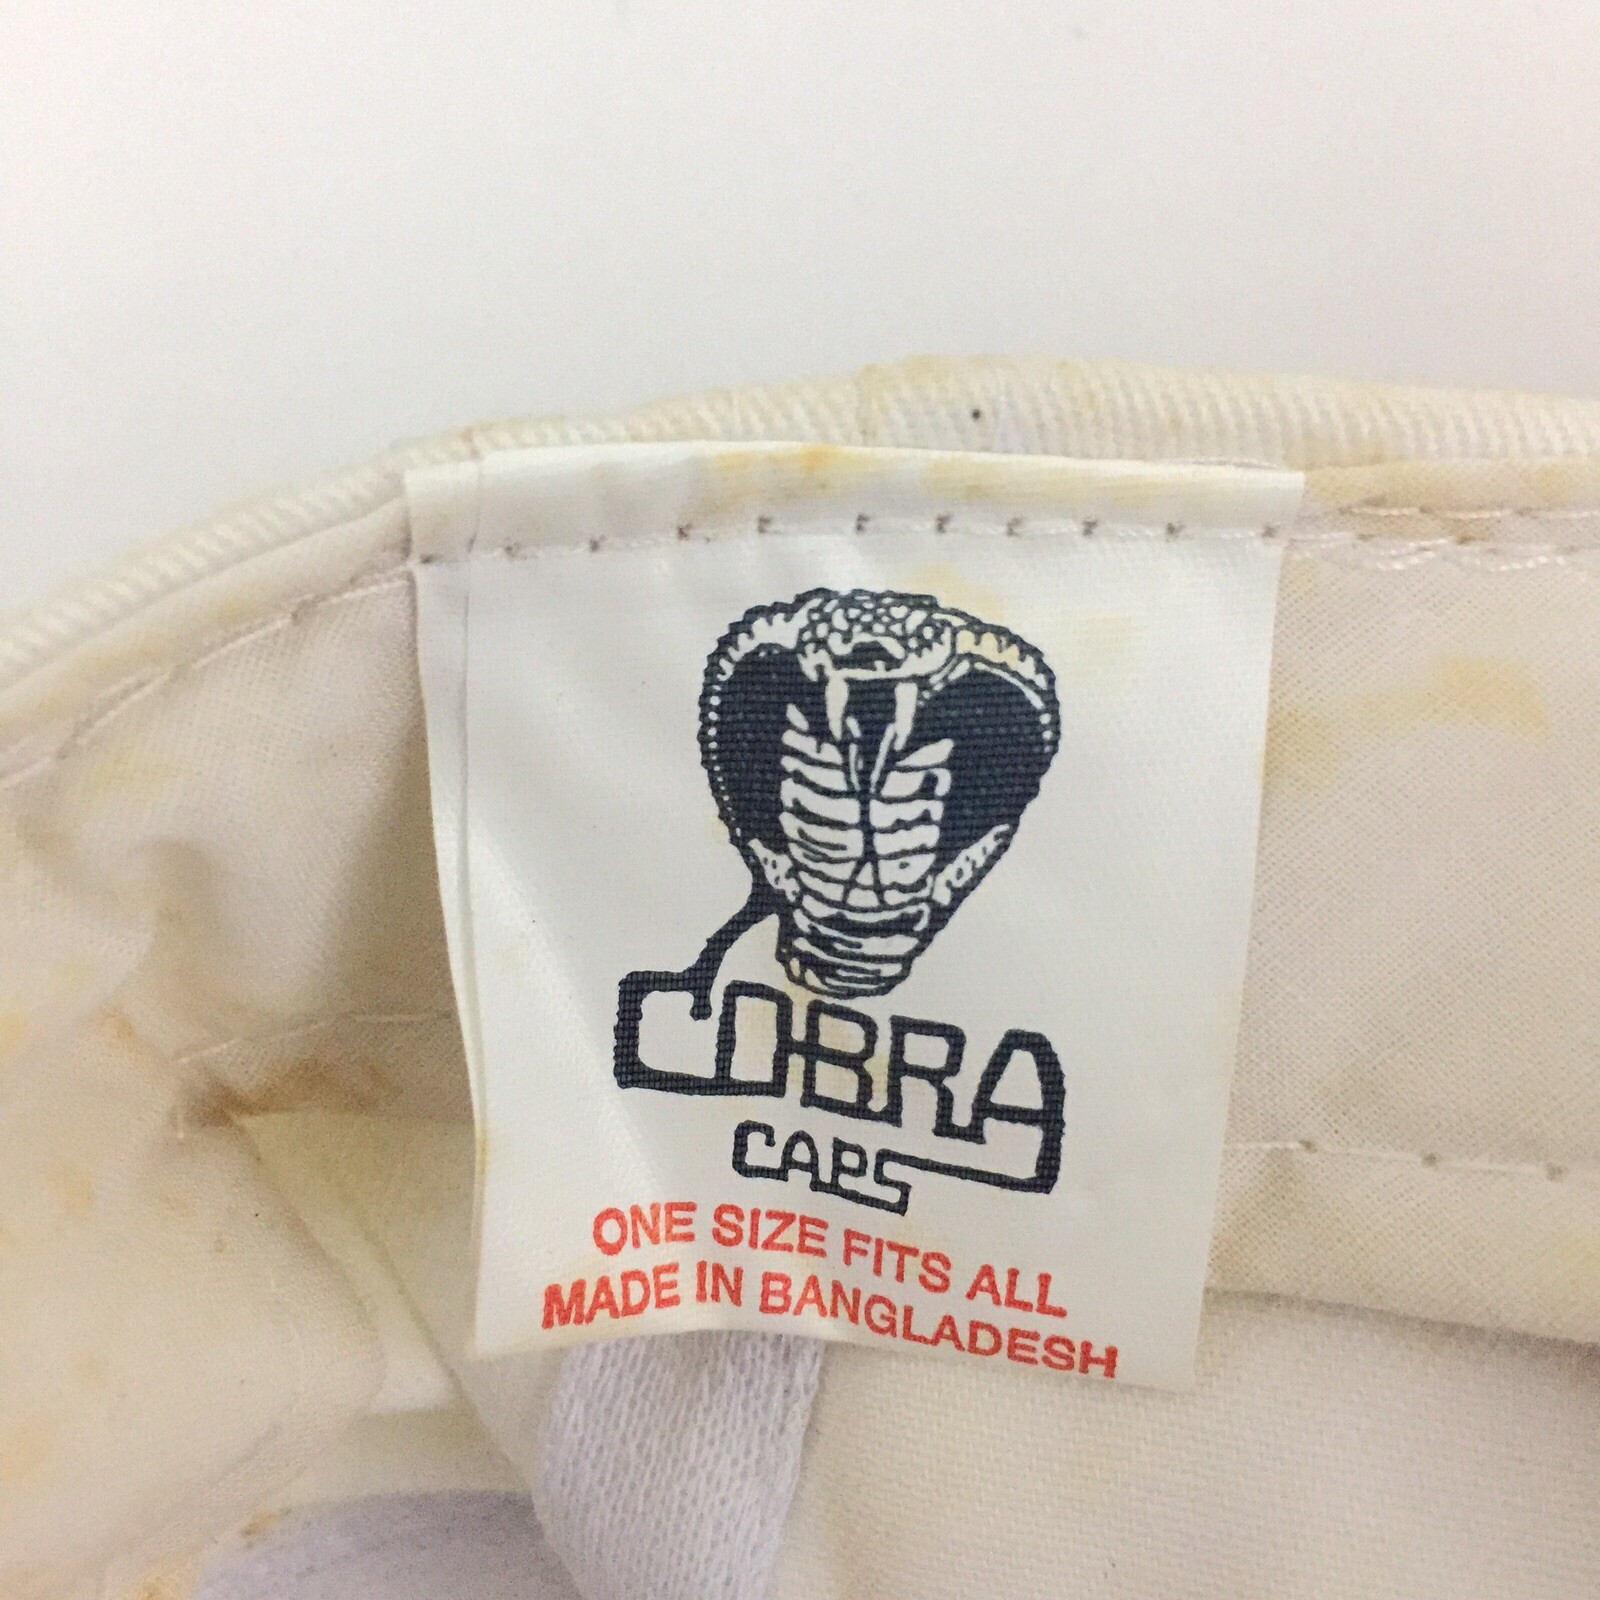 COBRA
CAPS
ONE SIZE FITS ALL
MADE IN BANGLADESH